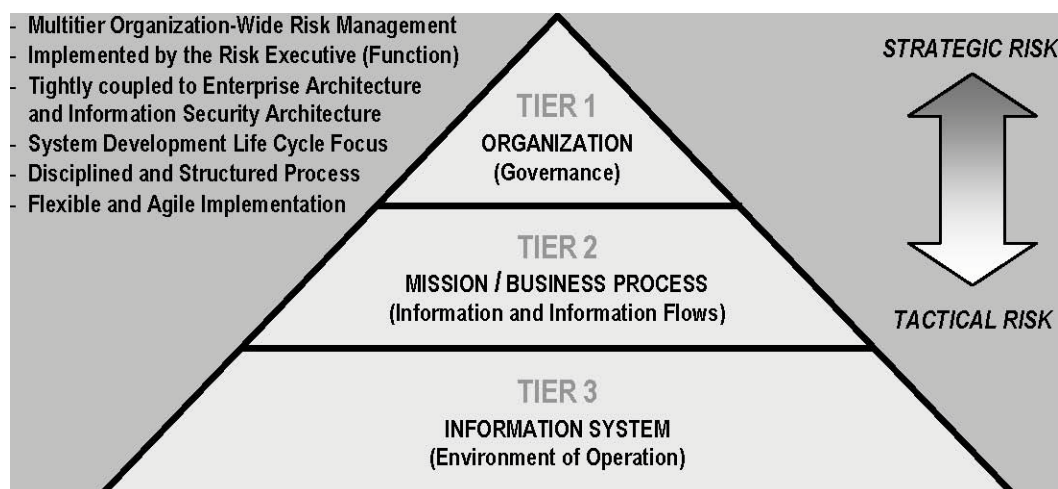 - Multitier Organization-Wide Risk Management
- Implemented by the Risk Executive (Function)
- Tightly coupled to Enterprise Architecture
and Information Security Architecture
- System Development Life Cycle Focus
- Disciplined and Structured Process
- Flexible and Agile Implementation
TIER 1
ORGANIZATION
(Governance)
TIER 2
MISSION / BUSINESS PROCESS
(Information and Information Flows)
TIER 3
INFORMATION SYSTEM
(Environment of Operation)
STRATEGIC RISK
TACTICAL RISK